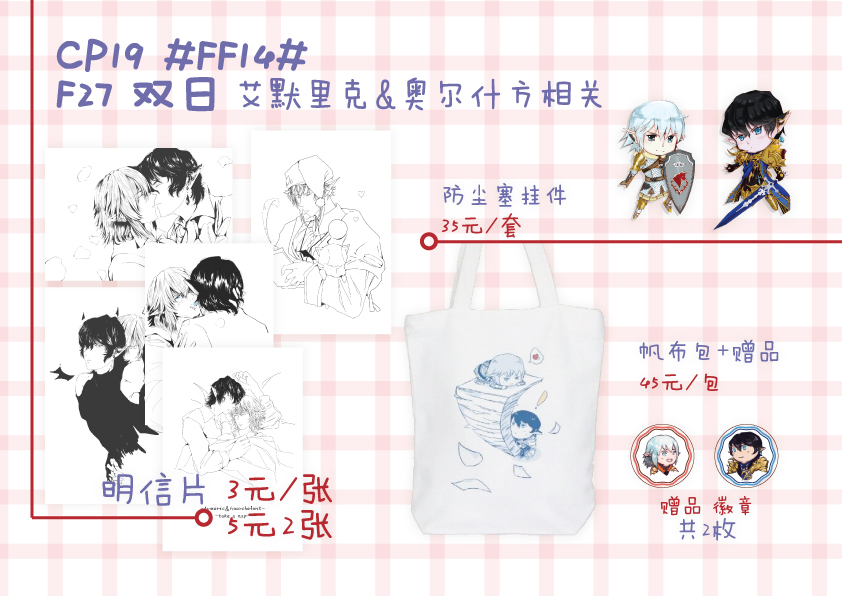 CP19 #FF14#
F27 双日 艾默里克&奥尔什方相关
防尘塞挂件
35元/套
帆布包+赠品
45元/包
赠品 徽章
共2枚
明信片 3元/张
5元2张
-take a nap-